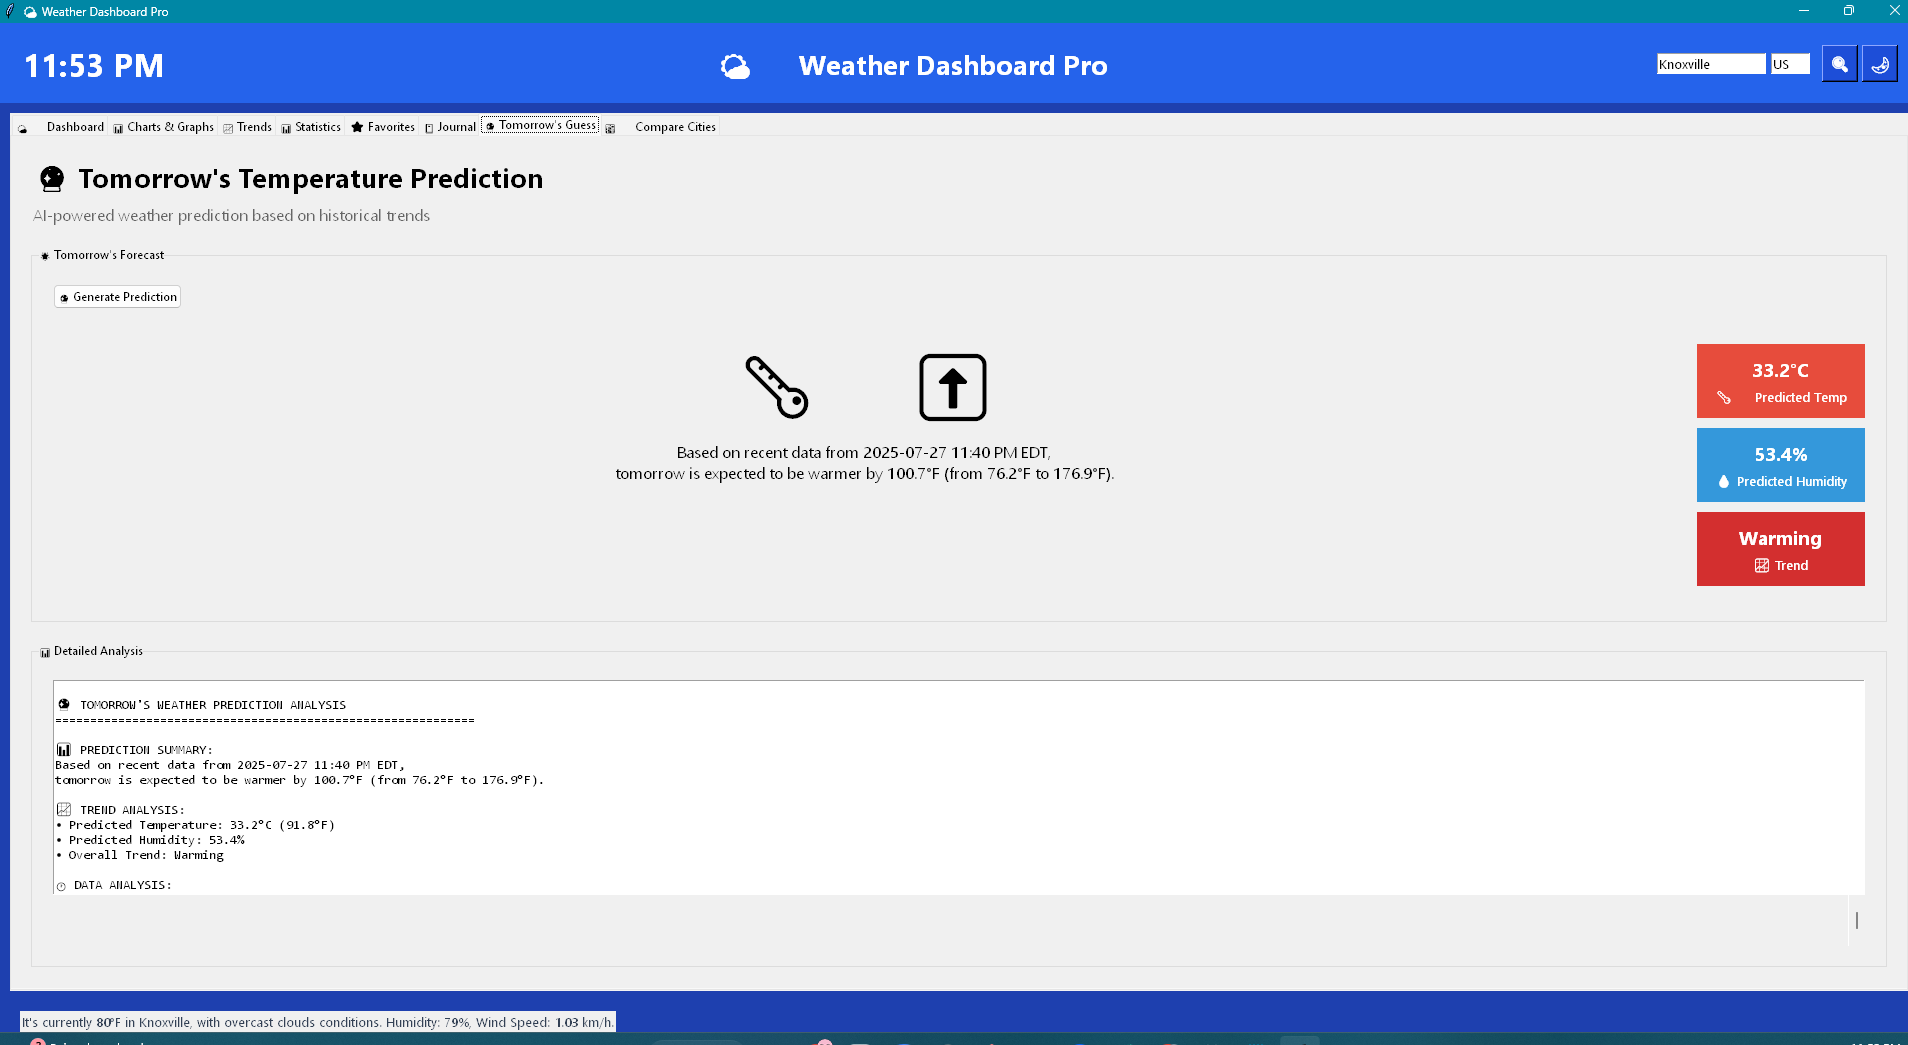 Weather Dashboard Pro
11:53 PM
Weather Dashboard Pro
Knoxville US
Dashboard Charts & Graphs Trends Statistics Favorites Journal Tomorrow's Guess Compare Cities
Tomorrow's Temperature Prediction
AI-powered weather prediction based on historical trends
Tomorrow's Forecast
Generate Prediction
Based on recent data from 2025-07-27 11:40 PM EDT,
tomorrow is expected to be warmer by 100.7°F (from 76.2°F to 176.9°F).
33.2°C
Predicted Temp
53.4%
Predicted Humidity
Warming
Trend
Detailed Analysis
TOMORROW'S WEATHER PREDICTION ANALYSIS
============================================================
PREDICTION SUMMARY:
Based on recent data from 2025-07-27 11:40 PM EDT,
tomorrow is expected to be warmer by 100.7°F (from 76.2°F to 176.9°F).
TREND ANALYSIS:
• Predicted Temperature: 33.2°C (91.8°F)
• Predicted Humidity: 53.4%
• Overall Trend: Warming
DATA ANALYSIS:
It's currently 80°F in Knoxville, with overcast clouds conditions. Humidity: 79%, Wind Speed: 1.03 km/h.